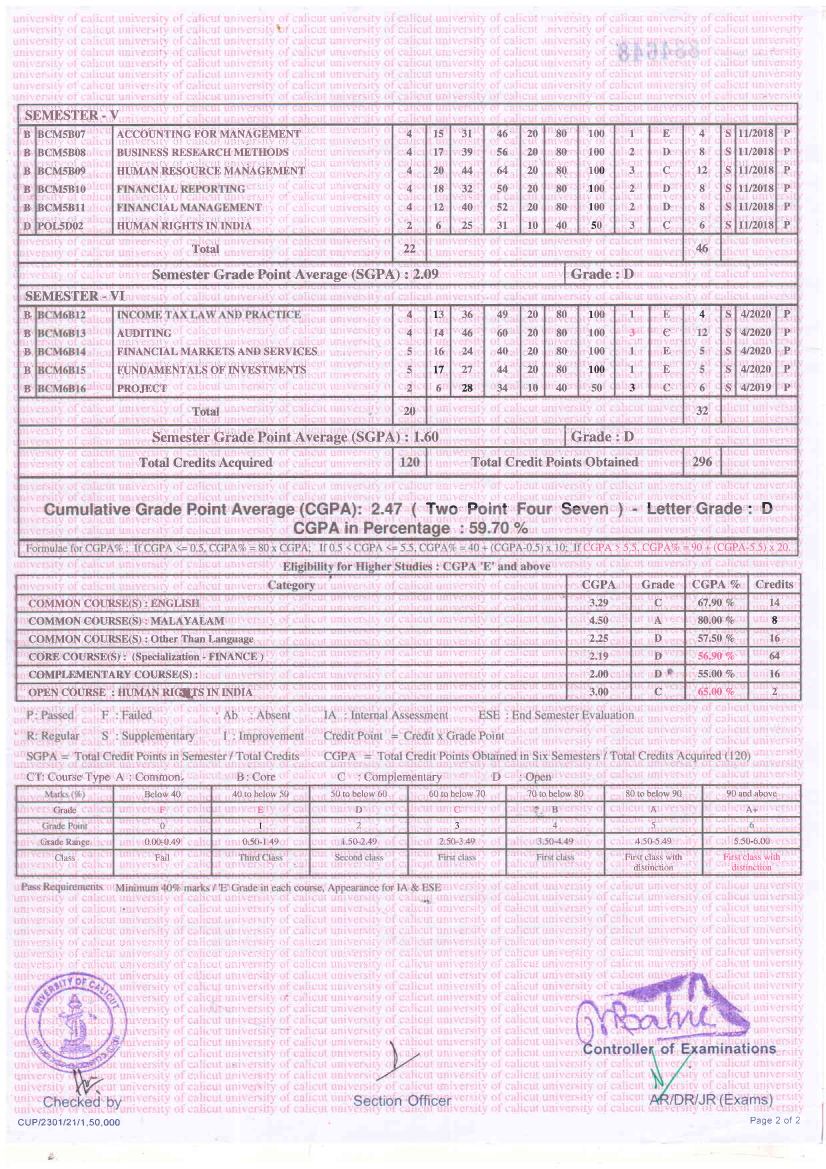 884648
SEMESTER - V
B BCM5B07 ACCOUNTING FOR MANAGEMENT 4 15 31 46 20 80 100 1 E 4 S 11/2018 P
B BCM5B08 BUSINESS RESEARCH METHODS 4 17 39 56 20 80 100 2 D 8 S 11/2018 P
B BCM5B09 HUMAN RESOURCE MANAGEMENT 4 20 44 64 20 80 100 3 C 12 S 11/2018 P
B BCM5B10 FINANCIAL REPORTING 4 18 32 50 20 80 100 2 D 8 S 11/2018 P
B BCM5B11 FINANCIAL MANAGEMENT 4 12 40 52 20 80 100 2 D 8 S 11/2018 P
D POL5D02 HUMAN RIGHTS IN INDIA 2 6 25 31 10 40 50 3 C 6 S 11/2018 P
Total 22 46
Semester Grade Point Average (SGPA) : 2.09 Grade : D
SEMESTER - VI
B BCM6B12 INCOME TAX LAW AND PRACTICE 4 13 36 49 20 80 100 1 E 4 S 4/2020 P
B BCM6B13 AUDITING 4 14 46 60 20 80 100 3 C 12 S 4/2020 P
B BCM6B14 FINANCIAL MARKETS AND SERVICES 5 16 24 40 20 80 100 1 E 5 S 4/2020 P
B BCM6B15 FUNDAMENTALS OF INVESTMENTS 5 17 27 44 20 80 100 1 E 5 S 4/2020 P
B BCM6B16 PROJECT 2 6 28 34 10 40 50 3 C 6 S 4/2019 P
Total 20 32
Semester Grade Point Average (SGPA) : 1.60 Grade : D
Total Credits Acquired 120 Total Credit Points Obtained 296
Cumulative Grade Point Average (CGPA): 2.47 ( Two Point Four Seven ) - Letter Grade : D
CGPA in Percentage : 59.70 %
Formulae for CGPA% : If CGPA <= 0.5, CGPA% = 80 x CGPA; If 0.5 < CGPA <= 5.5, CGPA% = 40 + (CGPA-0.5) x 10; If CGPA > 5.5, CGPA% = 90 + (CGPA-5.5) x 20.
Eligibility for Higher Studies : CGPA 'E' and above
Category CGPA Grade CGPA % Credits
COMMON COURSE(S) : ENGLISH 3.29 C 67.90 % 14
COMMON COURSE(S) : MALAYALAM 4.50 A 80.00 % 8
COMMON COURSE(S) : Other Than Language 2.25 D 57.50 % 16
CORE COURSE(S) : (Specialization - FINANCE ) 2.19 D 56.90 % 64
COMPLEMENTARY COURSE(S) : 2.00 D 55.00 % 16
OPEN COURSE : HUMAN RIGHTS IN INDIA 3.00 C 65.00 % 2
P : Passed F : Failed Ab : Absent IA : Internal Assessment ESE : End Semester Evaluation
R: Regular S : Supplementary I : Improvement Credit Point = Credit x Grade Point
SGPA = Total Credit Points in Semester / Total Credits CGPA = Total Credit Points Obtained in Six Semesters / Total Credits Acquired (120)
CT: Course Type A : Common. B : Core C : Complementary D : Open
Marks (%) Below 40 40 to below 50 50 to below 60 60 to below 70 70 to below 80 80 to below 90 90 and above
Grade F E D C B A A+
Grade Point 0 1 2 3 4 5 6
Grade Range 0.00-0.49 0.50-1.49 1.50-2.49 2.50-3.49 3.50-4.49 4.50-5.49 5.50-6.00
Class Fail Third Class Second class First class First class First class with distinction First class with distinction
Pass Requirements Minimum 40% marks / 'E' Grade in each course, Appearance for IA & ESE
UNIVERSITY OF CALICUT
Controller of Examinations
Checked by Section Officer AR/DR/JR (Exams)
CUP/2301/21/1,50,000 Page 2 of 2